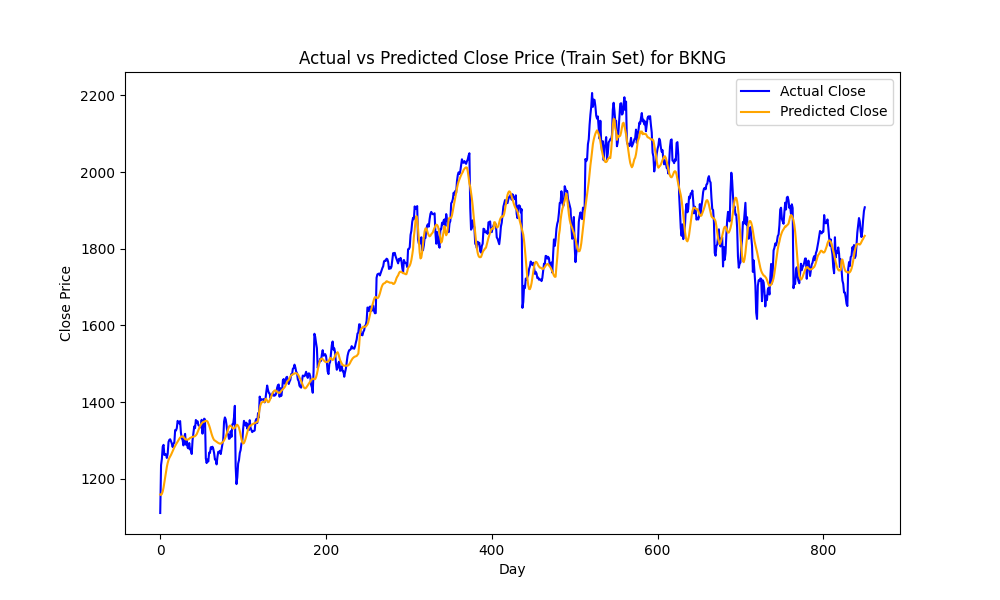 Actual vs Predicted Close Price (Train Set) for BKNG
Actual Close
Predicted Close
Close Price
2200
2000
1800
1600
1400
1200
0 200 400 600 800
Day